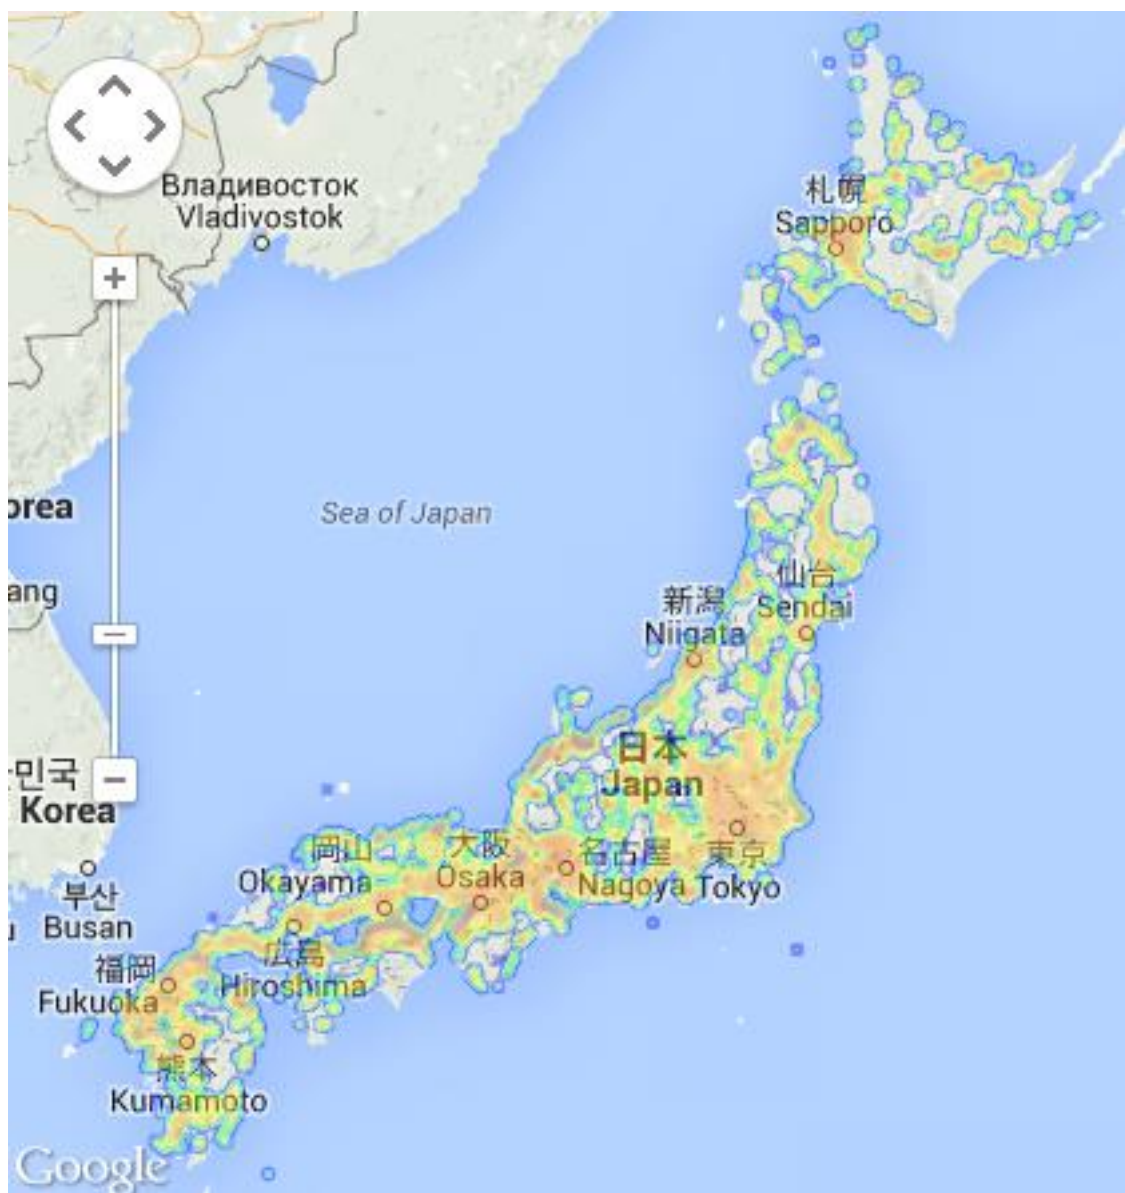 Владивосток
Vladivostok
札幌
Sapporo
orea
Sea of Japan
ang
仙台
Sendai
新潟
Niigata
日本
Japan
민국
Korea
岡山
Okayama
大阪
Osaka
名古屋
Nagoya
東京
Tokyo
부산
Busan
広島
Hiroshima
福岡
Fukuoka
熊本
Kumamoto
Google